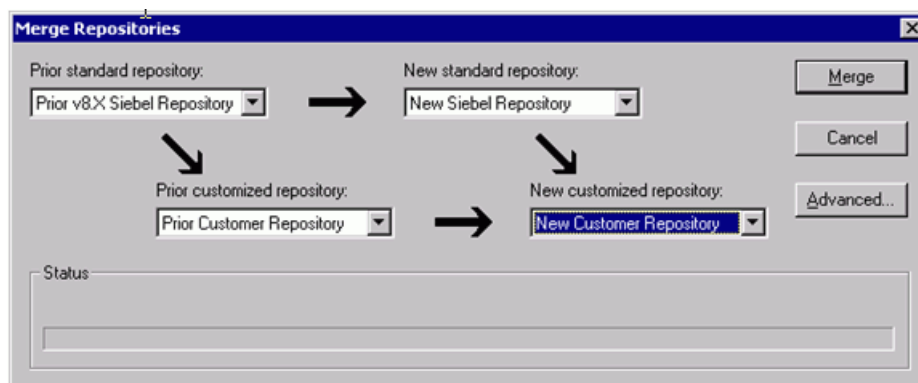 Merge Repositories
Prior standard repository:
New standard repository:
Prior v8.X Siebel Repository
New Siebel Repository
Merge
Cancel
Prior customized repository:
New customized repository:
Advanced...
Prior Customer Repository
New Customer Repository
Status